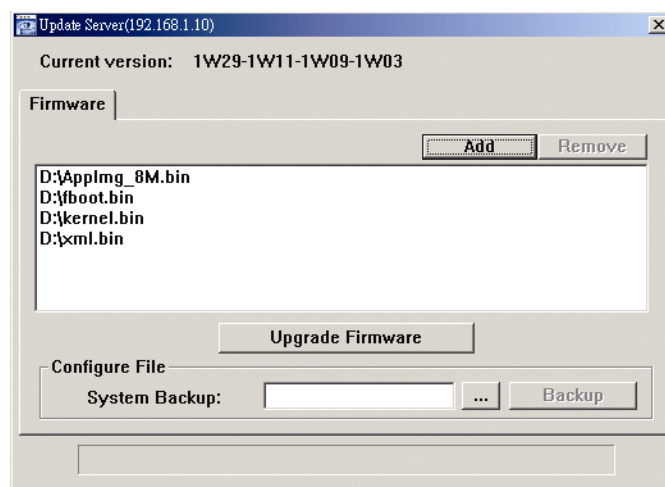 Update Server(192.168.1.10)
Current version: 1W29-1W11-1W09-1W03
Firmware
Add Remove
D:\AppImg_8M.bin
D:\fboot.bin
D:\kernel.bin
D:\xml.bin
Upgrade Firmware
Configure File
System Backup: ... Backup